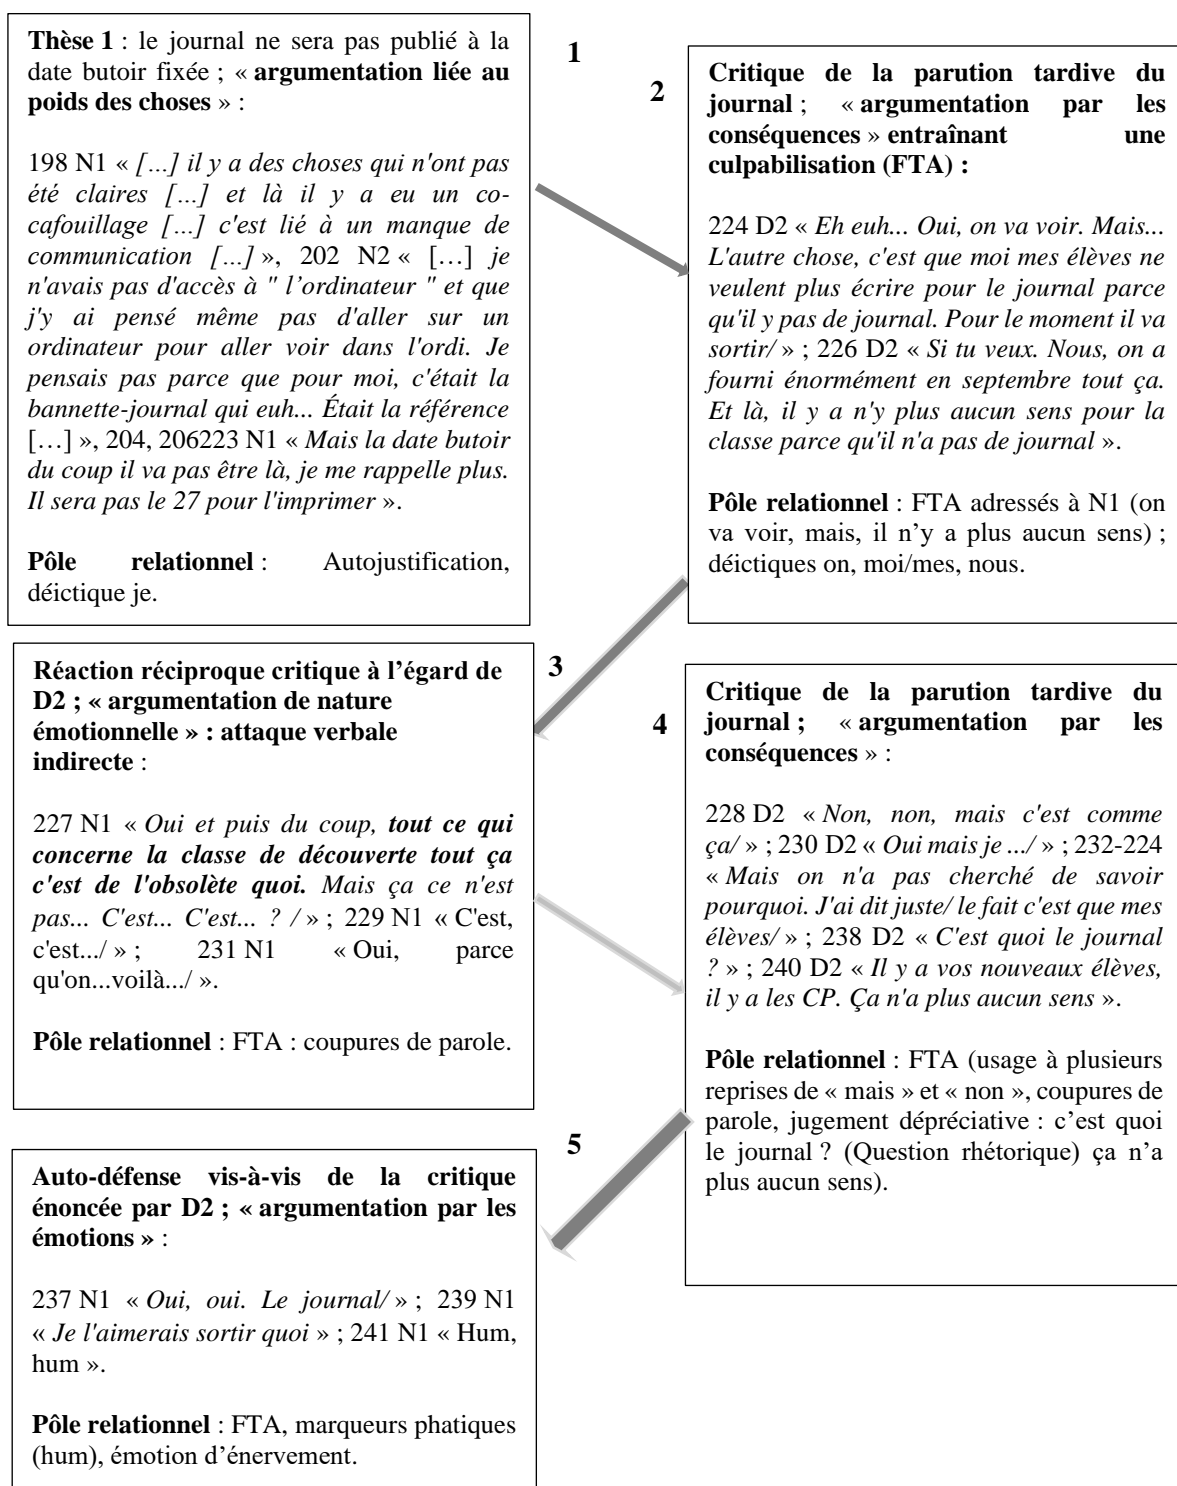 Thèse 1 : le journal ne sera pas publié à la
date butoir fixée ; « argumentation liée au
poids des choses » :
198 N1 « […] il y a des choses qui n'ont pas
été claires […] et là il y a eu un co-
cafouillage […] c'est lié à un manque de
communication […] », 202 N2 « […] je
n'avais pas d'accès à " l'ordinateur " et que
j'y ai pensé même pas d'aller sur un
ordinateur pour aller voir dans l'ordi. Je
pensais pas parce que pour moi, c'était la
bannette-journal qui euh... Était la référence
[…] », 204, 206223 N1 « Mais la date butoir
du coup il va pas être là, je me rappelle plus.
Il sera pas le 27 pour l'imprimer ».
Pôle relationnel : Autojustification,
déictique je.
1
2
Critique de la parution tardive du
journal ; « argumentation par les
conséquences » entraînant une
culpabilisation (FTA) :
224 D2 « Eh euh... Oui, on va voir. Mais...
L'autre chose, c'est que moi mes élèves ne
veulent plus écrire pour le journal parce
qu'il y pas de journal. Pour le moment il va
sortir/ » ; 226 D2 « Si tu veux. Nous, on a
fourni énormément en septembre tout ça.
Et là, il y a n'y plus aucun sens pour la
classe parce qu'il n'a pas de journal ».
Pôle relationnel : FTA adressés à N1 (on
va voir, mais, il n'y a plus aucun sens) ;
déictiques on, moi/mes, nous.
3
Réaction réciproque critique à l'égard de
D2 ; « argumentation de nature
émotionnelle » : attaque verbale
indirecte :
227 N1 « Oui et puis du coup, tout ce qui
concerne la classe de découverte tout ça
c'est de l'obsolète quoi. Mais ça ce n'est
pas... C'est... C'est... ? / » ; 229 N1 « C'est,
c'est.../ » ; 231 N1 « Oui, parce
qu'on...voilà.../ ».
Pôle relationnel : FTA : coupures de parole.
4
Critique de la parution tardive du
journal ; « argumentation par les
conséquences » :
228 D2 « Non, non, mais c'est comme
ça/ » ; 230 D2 « Oui mais je .../ » ; 232-224
« Mais on n'a pas cherché de savoir
pourquoi. J'ai dit juste/ le fait c'est que mes
élèves/ » ; 238 D2 « C'est quoi le journal
? » ; 240 D2 « Il y a vos nouveaux élèves,
il y a les CP. Ça n'a plus aucun sens ».
Pôle relationnel : FTA (usage à plusieurs
reprises de « mais » et « non », coupures de
parole, jugement dépréciative : c'est quoi
le journal ? (Question rhétorique) ça n'a
plus aucun sens).
5
Auto-défense vis-à-vis de la critique
énoncée par D2 ; « argumentation par les
émotions » :
237 N1 « Oui, oui. Le journal/ » ; 239 N1
« Je l'aimerais sortir quoi » ; 241 N1 « Hum,
hum ».
Pôle relationnel : FTA, marqueurs phatiques
(hum), émotion d'énervement.